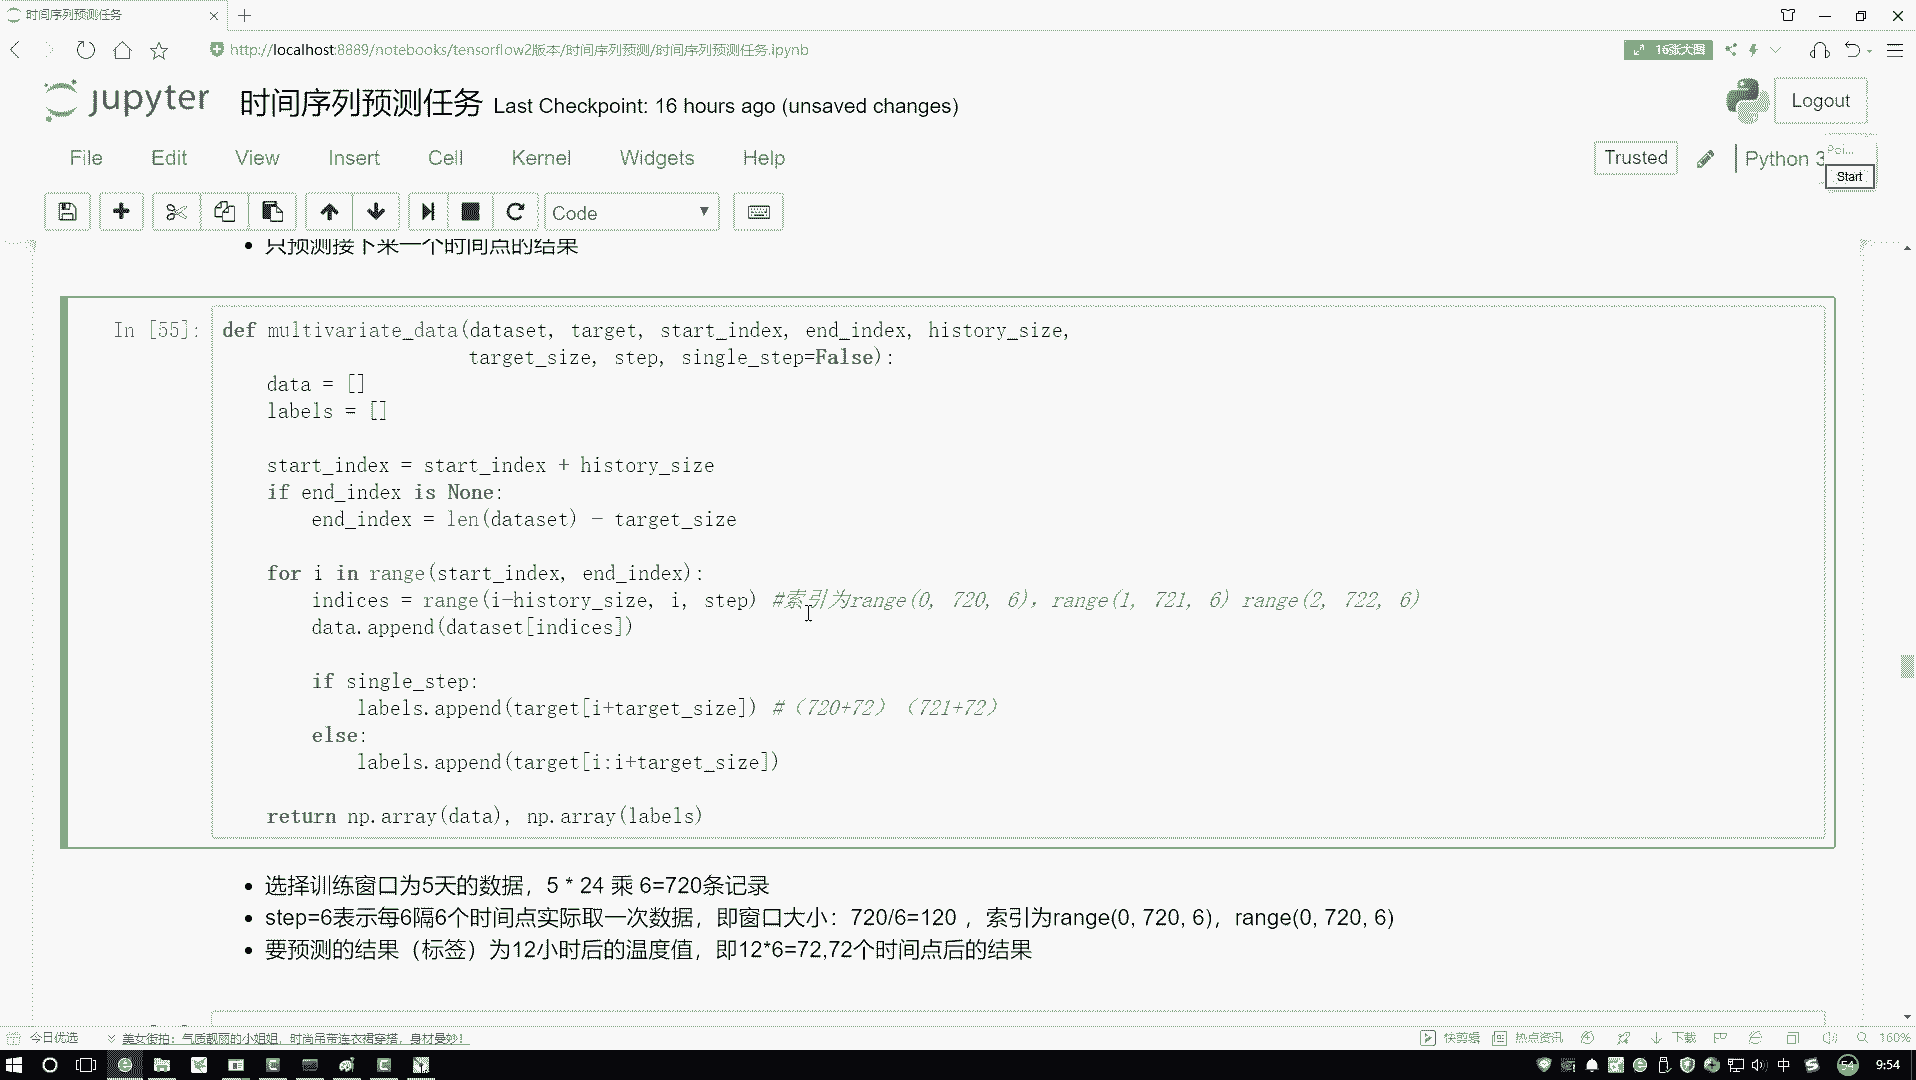 时间序列预测任务
http://localhost:8889/notebooks/tensorflow2版本/时间序列预测/时间序列预测任务.ipynb
16张大图
jupyter 时间序列预测任务 Last Checkpoint: 16 hours ago (unsaved changes)
Logout
File Edit View Insert Cell Kernel Widgets Help
Trusted
Python 3
Poi...
Start
Code
只预测接下来一个时间点的结果
In [55]:
def multivariate_data(dataset, target, start_index, end_index, history_size,
target_size, step, single_step=False):
data = []
labels = []
start_index = start_index + history_size
if end_index is None:
end_index = len(dataset) - target_size
for i in range(start_index, end_index):
indices = range(i-history_size, i, step) #索引为range(0, 720, 6)，range(1, 721, 6) range(2, 722, 6)
data.append(dataset[indices])
if single_step:
labels.append(target[i+target_size]) #（720+72）（721+72）
else:
labels.append(target[i:i+target_size])
return np.array(data), np.array(labels)
选择训练窗口为5天的数据，5 * 24 乘 6=720条记录
step=6表示每6隔6个时间点实际取一次数据，即窗口大小：720/6=120 ，索引为range(0, 720, 6)，range(0, 720, 6)
要预测的结果（标签）为12小时后的温度值，即12*6=72,72个时间点后的结果
今日优选
美女街拍：气质靓丽的小姐姐，时尚吊带连衣裙穿搭，身材曼妙！
快剪辑
热点资讯
下载
160%
中
54
9:54